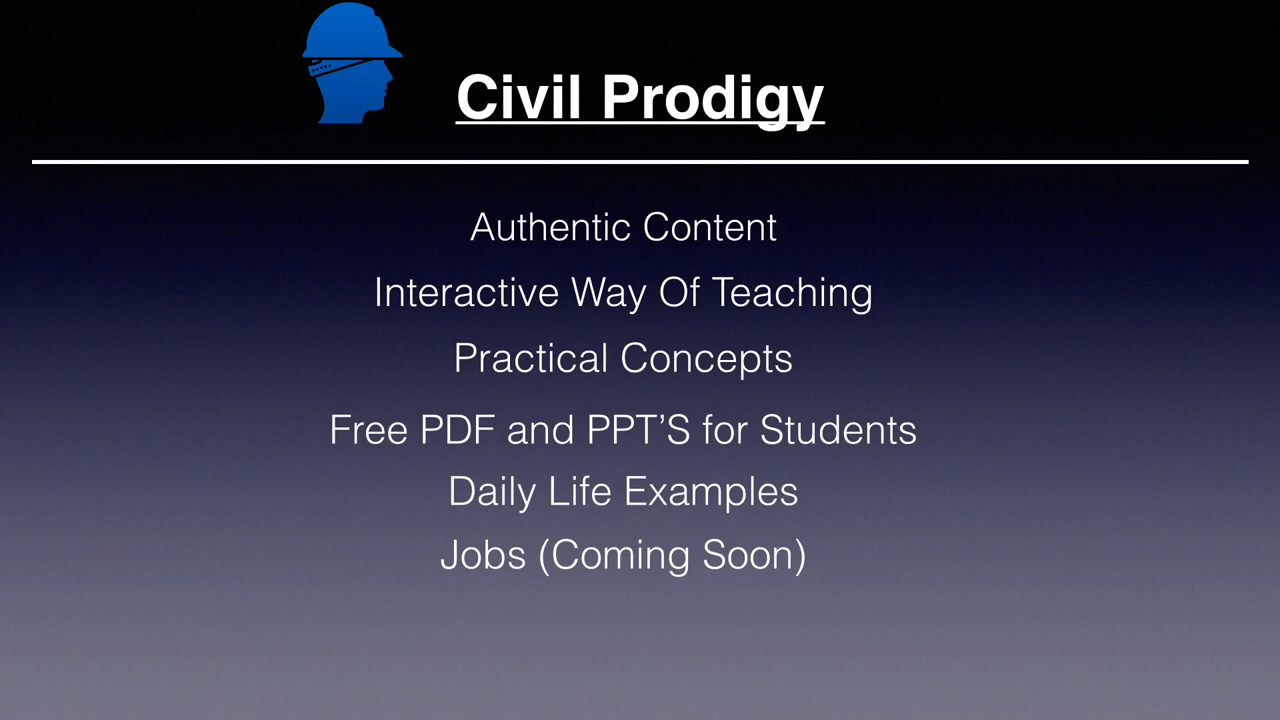 Civil Prodigy
Authentic Content
Interactive Way Of Teaching
Practical Concepts
Free PDF and PPT’S for Students
Daily Life Examples
Jobs (Coming Soon)